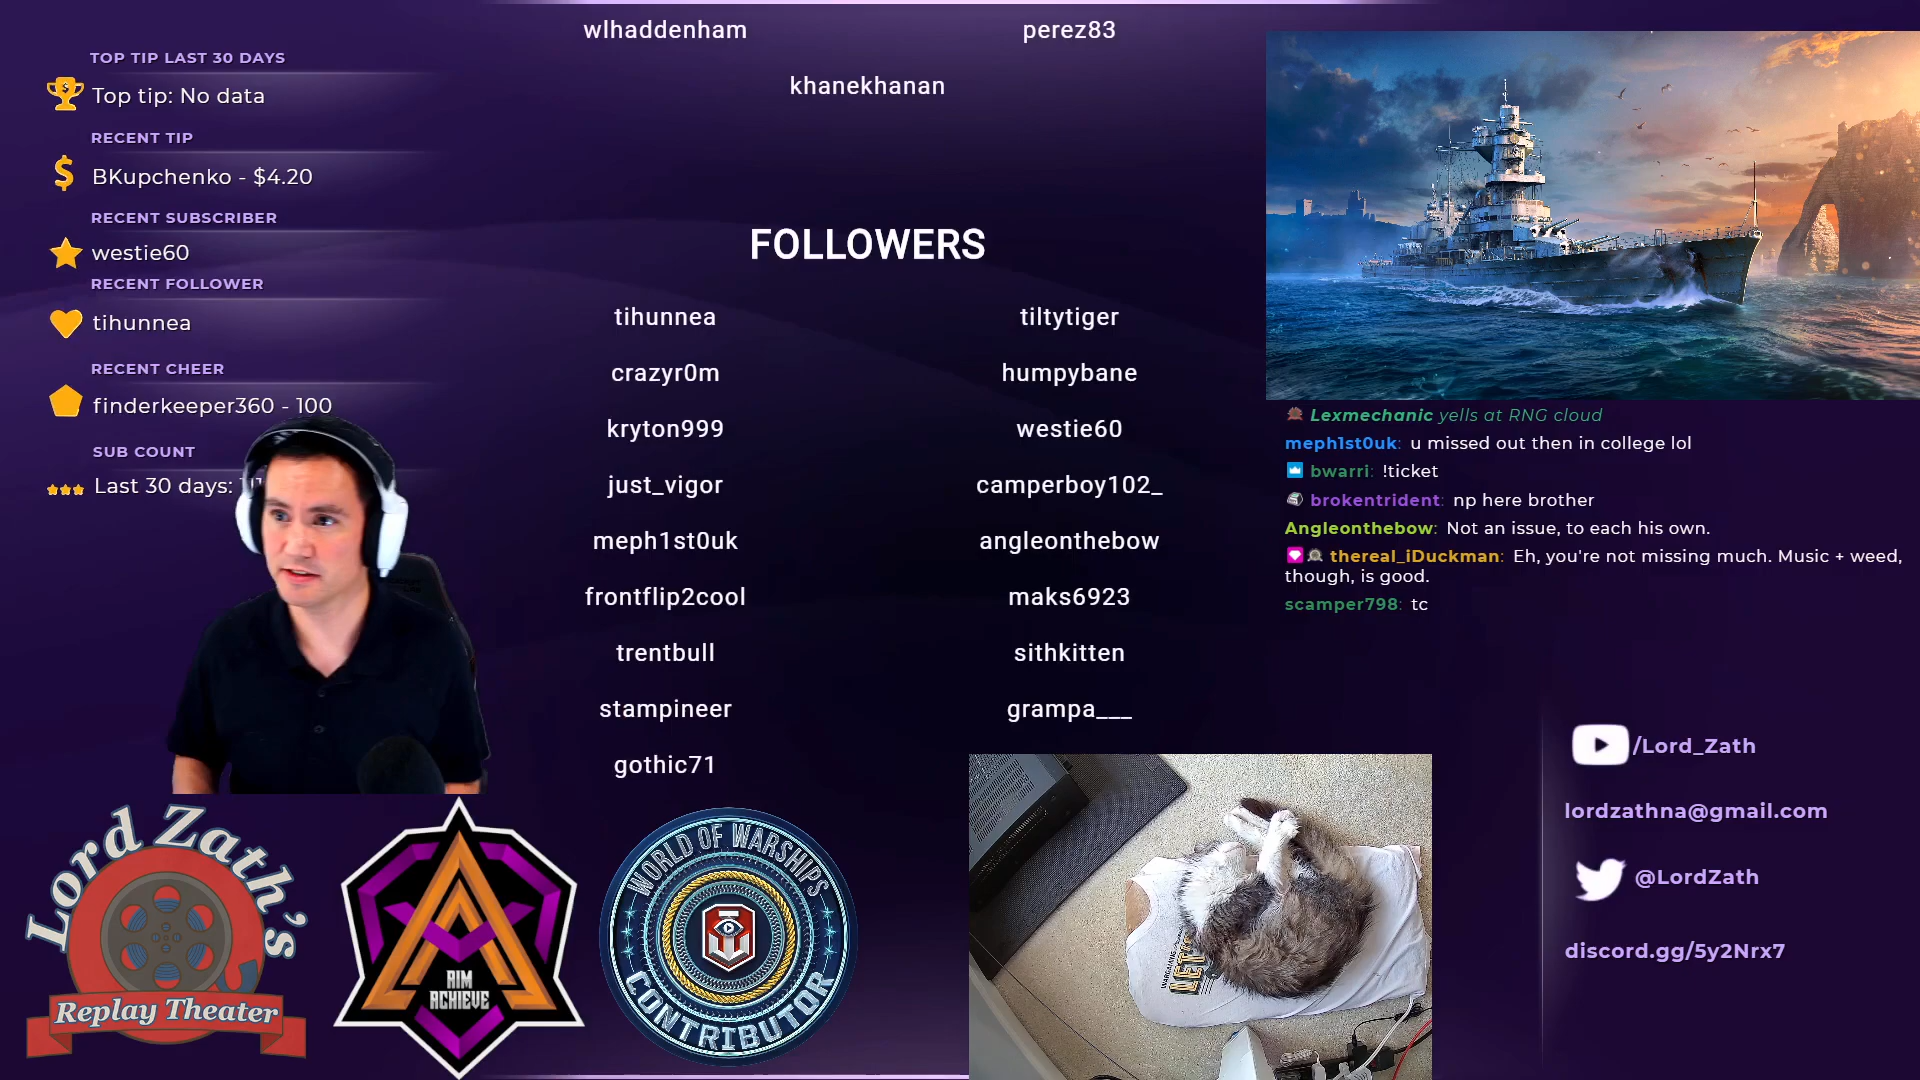 wlhaddenham
perez83
khanekhanan
TOP TIP LAST 30 DAYS
Top tip: No data
RECENT TIP
BKupchenko - $4.20
RECENT SUBSCRIBER
westie60
RECENT FOLLOWER
tihunnea
RECENT CHEER
finderkeeper360 - 100
SUB COUNT
Last 30 days:
FOLLOWERS
tihunnea
tiltytiger
crazyr0m
humpybane
kryton999
westie60
just_vigor
camperboy102_
meph1st0uk
angleonthebow
frontflip2cool
maks6923
trentbull
sithkitten
stampineer
grampa___
gothic71
Lexmechanic yells at RNG cloud
meph1st0uk: u missed out then in college lol
bwarri: !ticket
brokentrident: np here brother
Angleonthebow: Not an issue, to each his own.
thereal_iDuckman: Eh, you're not missing much. Music + weed,
though, is good.
scamper798: tc
/Lord_Zath
lordzathna@gmail.com
@LordZath
discord.gg/5y2Nrx7
Lord Zath's
Replay Theater
AIM
ACHIEVE
WORLD OF WARSHIPS
CONTRIBUTOR